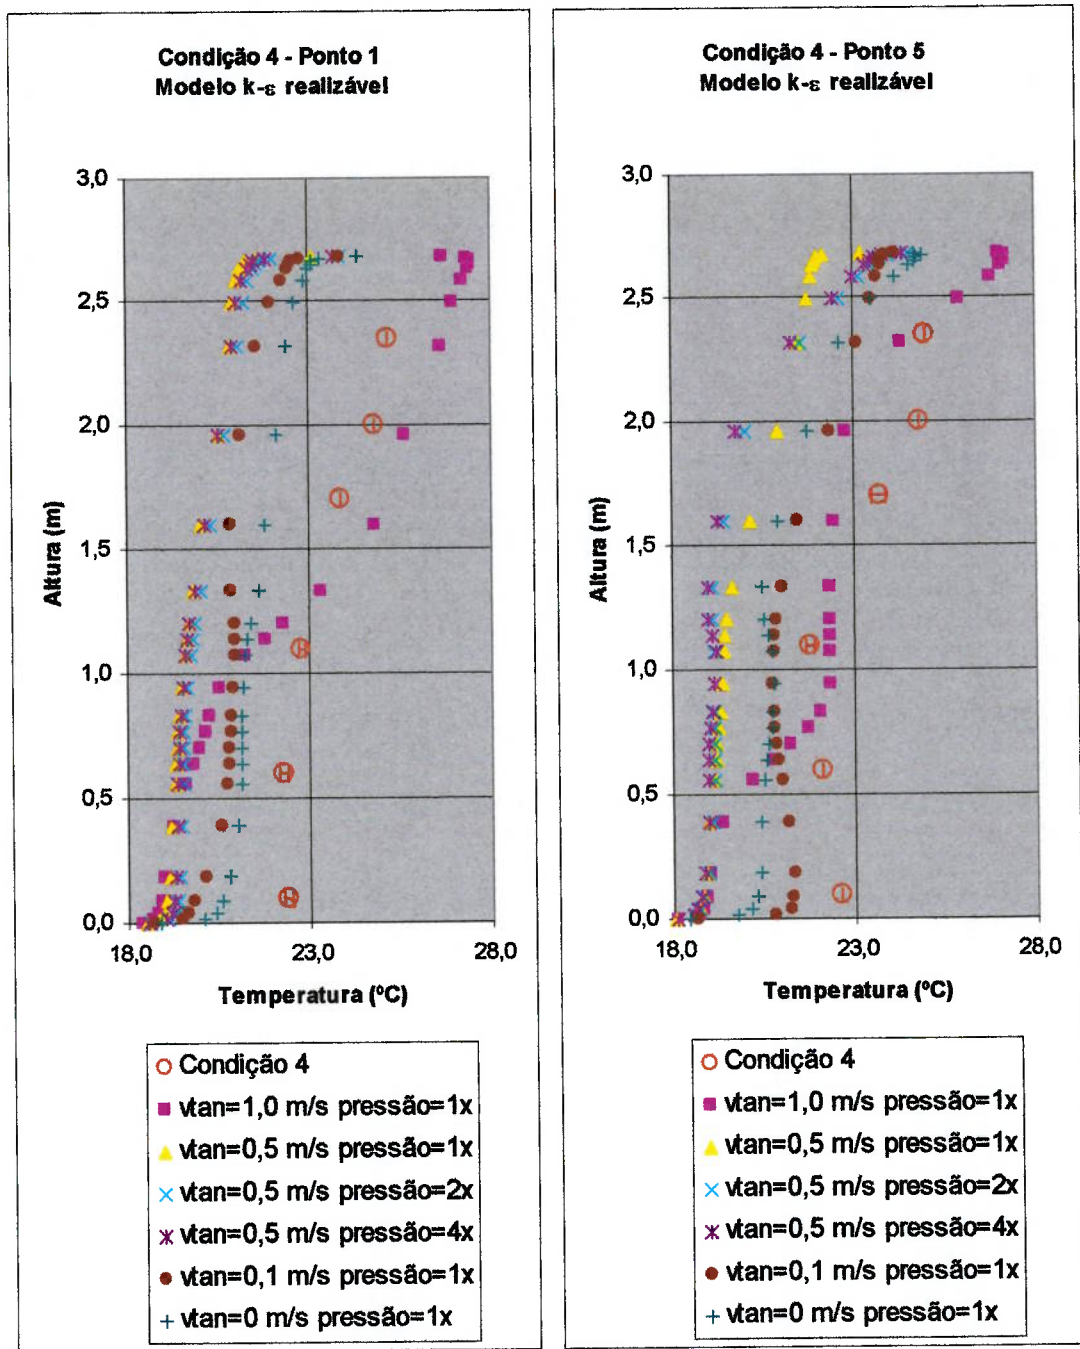 Condição 4 - Ponto 1
Modelo k-ε realizável
3,0
2,5
2,0
1,5
1,0
0,5
0,0
Altura (m)
18,0 23,0 28,0
Temperatura (ºC)
Condição 4
vtan=1,0 m/s pressão=1x
vtan=0,5 m/s pressão=1x
vtan=0,5 m/s pressão=2x
vtan=0,5 m/s pressão=4x
vtan=0,1 m/s pressão=1x
vtan=0 m/s pressão=1x
Condição 4 - Ponto 5
Modelo k-ε realizável
3,0
2,5
2,0
1,5
1,0
0,5
0,0
Altura (m)
18,0 23,0 28,0
Temperatura (ºC)
Condição 4
vtan=1,0 m/s pressão=1x
vtan=0,5 m/s pressão=1x
vtan=0,5 m/s pressão=2x
vtan=0,5 m/s pressão=4x
vtan=0,1 m/s pressão=1x
vtan=0 m/s pressão=1x